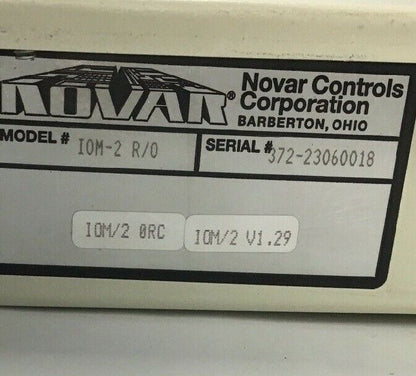 NOVAR®
Novar Controls
Corporation
BARBERTON, OHIO
MODEL # IOM-2 R/O
SERIAL # 372-23060018
IOM/2 0RC
IOM/2 V1.29